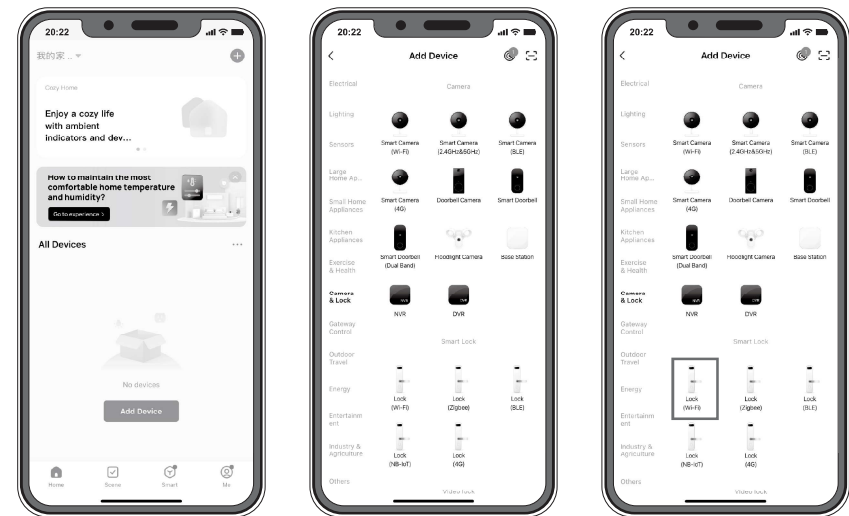 20:22
我的家...
Cozy Home
Enjoy a cozy life
with ambient
indicators and dev...
How to maintain the most
comfortable home temperature
and humidity?
Go to experience >
All Devices
No devices
Add Device
Home
Scene
Smart
Me
20:22
Add Device
Electrical
Lighting
Sensors
Large
Home Ap...
Small Home
Appliances
Kitchen
Appliances
Exercise
& Health
Camera
& Lock
Gateway
Control
Outdoor
Travel
Energy
Entertainm
ent
Industry &
Agriculture
Others
Camera
Smart Camera
(Wi-Fi)
Smart Camera
(2.4GHz&5GHz)
Smart Camera
(BLE)
Smart Camera
(4G)
Doorbell Camera
Smart Doorbell
Smart Doorbell
(Dual Band)
Floodlight Camera
Base Station
NVR
NVR
DVR
DVR
Smart Lock
Lock
(Wi-Fi)
Lock
(Zigbee)
Lock
(BLE)
Lock
(NB-IoT)
Lock
(4G)
Video lock
20:22
Add Device
Electrical
Lighting
Sensors
Large
Home Ap...
Small Home
Appliances
Kitchen
Appliances
Exercise
& Health
Camera
& Lock
Gateway
Control
Outdoor
Travel
Energy
Entertainm
ent
Industry &
Agriculture
Others
Camera
Smart Camera
(Wi-Fi)
Smart Camera
(2.4GHz&5GHz)
Smart Camera
(BLE)
Smart Camera
(4G)
Doorbell Camera
Smart Doorbell
Smart Doorbell
(Dual Band)
Floodlight Camera
Base Station
NVR
NVR
DVR
DVR
Smart Lock
Lock
(Wi-Fi)
Lock
(Zigbee)
Lock
(BLE)
Lock
(NB-IoT)
Lock
(4G)
Video lock